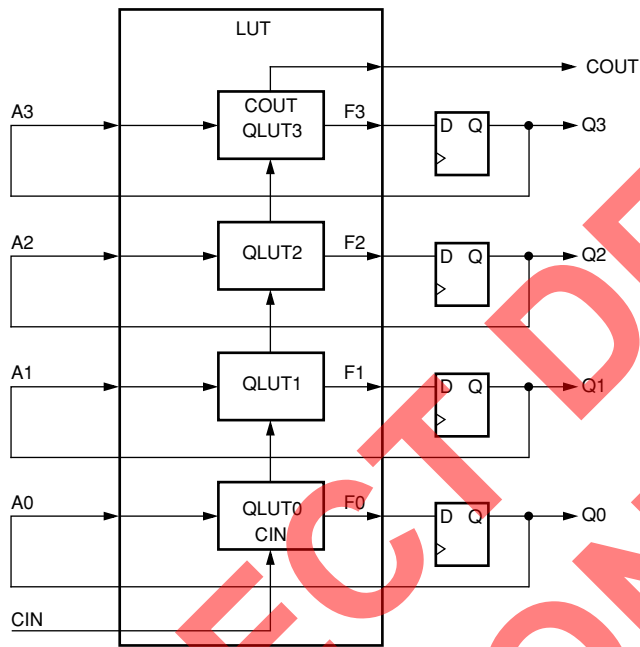 LUT
COUT
A3
COUT
QLUT3
F3
D Q
Q3
A2
QLUT2
F2
D Q
Q2
A1
QLUT1
F1
D Q
Q1
A0
QLUT0
CIN
F0
D Q
Q0
CIN